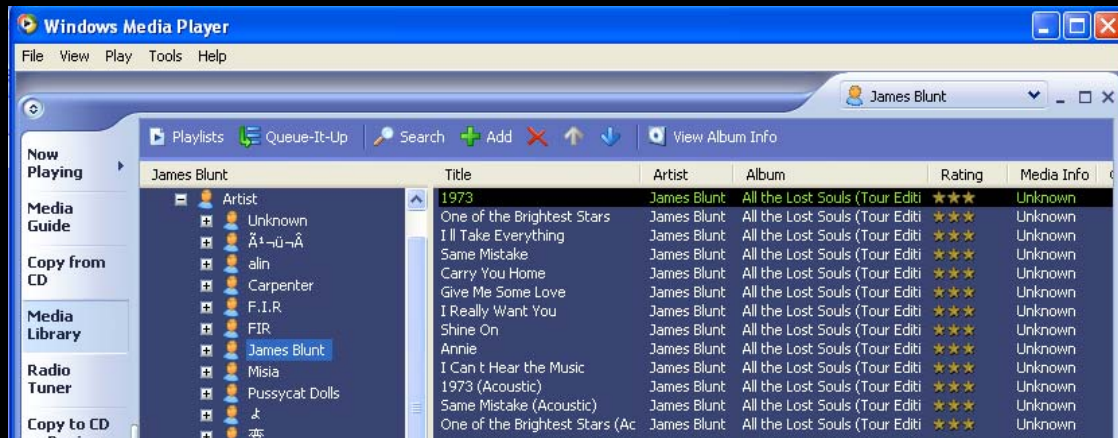 Windows Media Player
File View Play Tools Help
James Blunt
Playlists Queue-It-Up Search Add View Album Info
Now
Playing
Media
Guide
Copy from
CD
Media
Library
Radio
Tuner
Copy to CD
James Blunt
Artist
Unknown
Ã¹¬ü¬Â
alin
Carpenter
F.I.R
FIR
James Blunt
Misia
Pussycat Dolls
Title Artist Album Rating Media Info
1973 James Blunt All the Lost Souls (Tour Editi Unknown
One of the Brightest Stars James Blunt All the Lost Souls (Tour Editi Unknown
I ll Take Everything James Blunt All the Lost Souls (Tour Editi Unknown
Same Mistake James Blunt All the Lost Souls (Tour Editi Unknown
Carry You Home James Blunt All the Lost Souls (Tour Editi Unknown
Give Me Some Love James Blunt All the Lost Souls (Tour Editi Unknown
I Really Want You James Blunt All the Lost Souls (Tour Editi Unknown
Shine On James Blunt All the Lost Souls (Tour Editi Unknown
Annie James Blunt All the Lost Souls (Tour Editi Unknown
I Can t Hear the Music James Blunt All the Lost Souls (Tour Editi Unknown
1973 (Acoustic) James Blunt All the Lost Souls (Tour Editi Unknown
Same Mistake (Acoustic) James Blunt All the Lost Souls (Tour Editi Unknown
One of the Brightest Stars (Ac James Blunt All the Lost Souls (Tour Editi Unknown